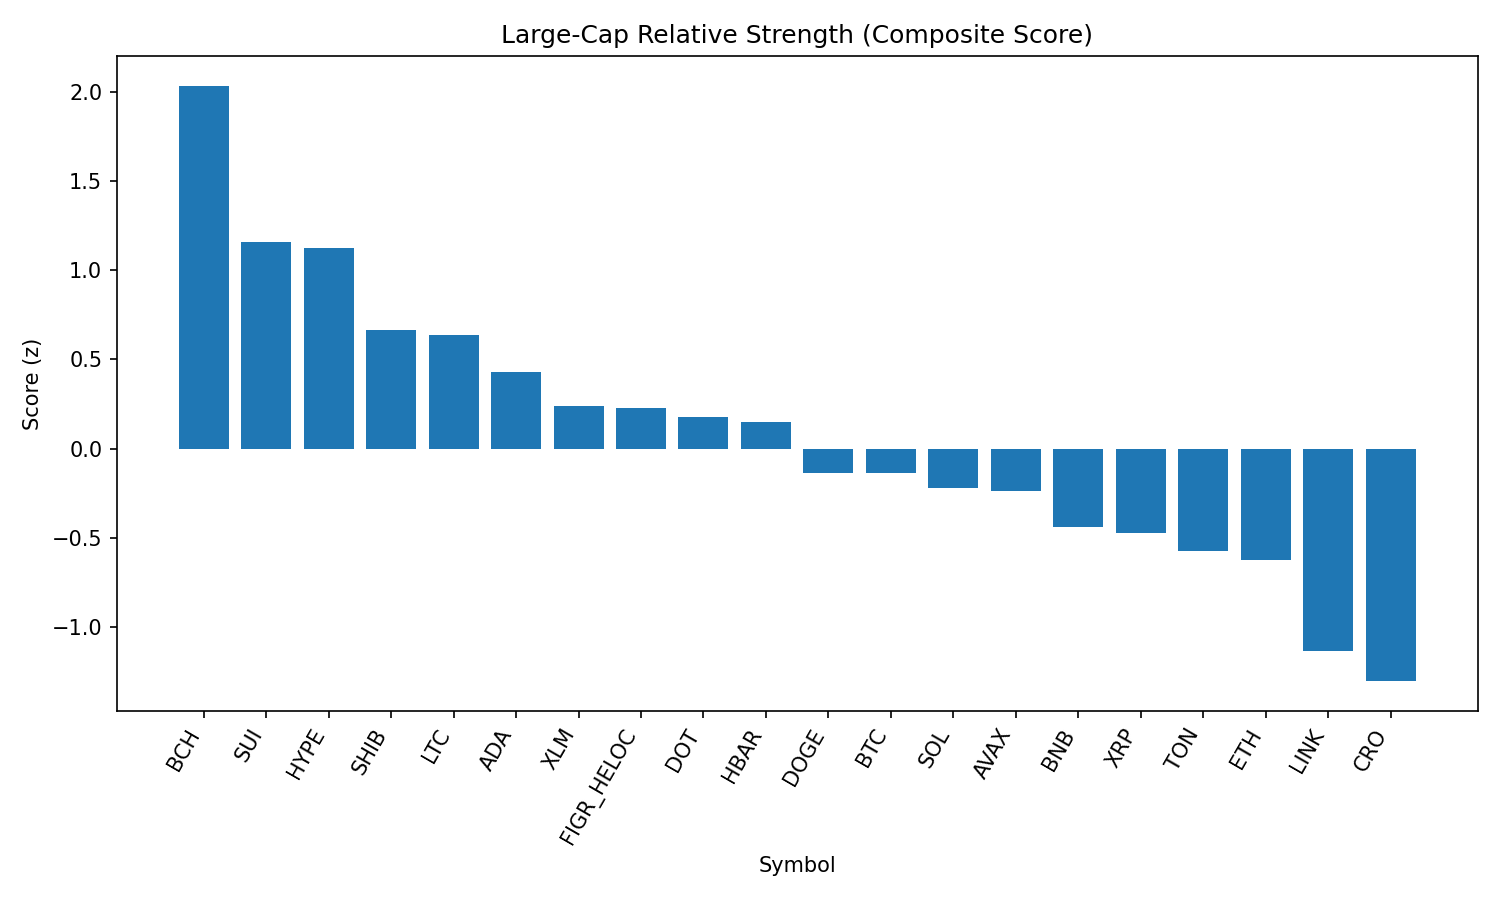 Large-Cap Relative Strength (Composite Score)
Score (z)
2.0
1.5
1.0
0.5
0.0
−0.5
−1.0
BCH
SUI
HYPE
SHIB
LTC
ADA
XLM
FIGR_HELOC
DOT
HBAR
DOGE
BTC
SOL
AVAX
BNB
XRP
TON
ETH
LINK
CRO
Symbol